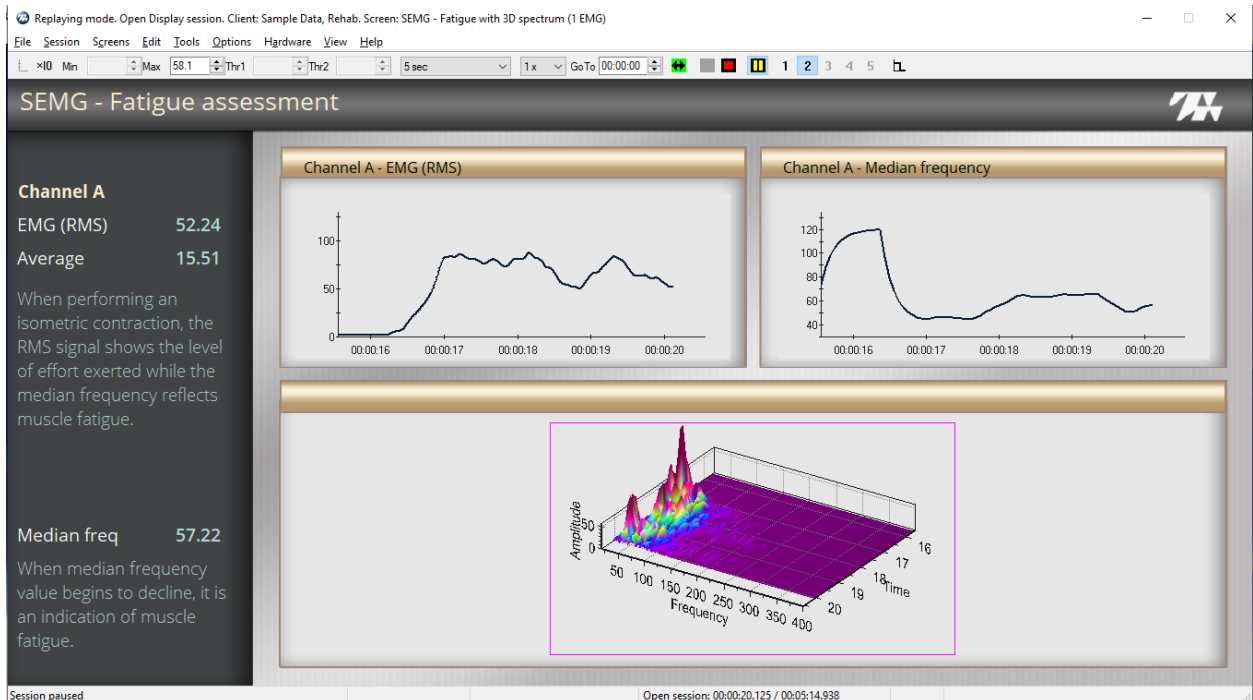 Replaying mode. Open Display session. Client: Sample Data, Rehab. Screen: SEMG - Fatigue with 3D spectrum (1 EMG)
File Session Screens Edit Tools Options Hardware View Help
×10 Min Max 58.1 Thr1 Thr2 5 sec 1 x GoTo 00:00:00 1 2 3 4 5
SEMG - Fatigue assessment
Channel A
EMG (RMS) 52.24
Average 15.51
When performing an
isometric contraction, the
RMS signal shows the level
of effort exerted while the
median frequency reflects
muscle fatigue.
Median freq 57.22
When median frequency
value begins to decline, it is
an indication of muscle
fatigue.
Channel A - EMG (RMS)
100
50
0
00:00:16 00:00:17 00:00:18 00:00:19 00:00:20
Channel A - Median frequency
120
100
80
60
40
00:00:16 00:00:17 00:00:18 00:00:19 00:00:20
Amplitude
50
0
50 100 150 200 250 300 350 400
Frequency
16
17
18
19
20
Time
Session paused
Open session: 00:00:20.125 / 00:05:14.938